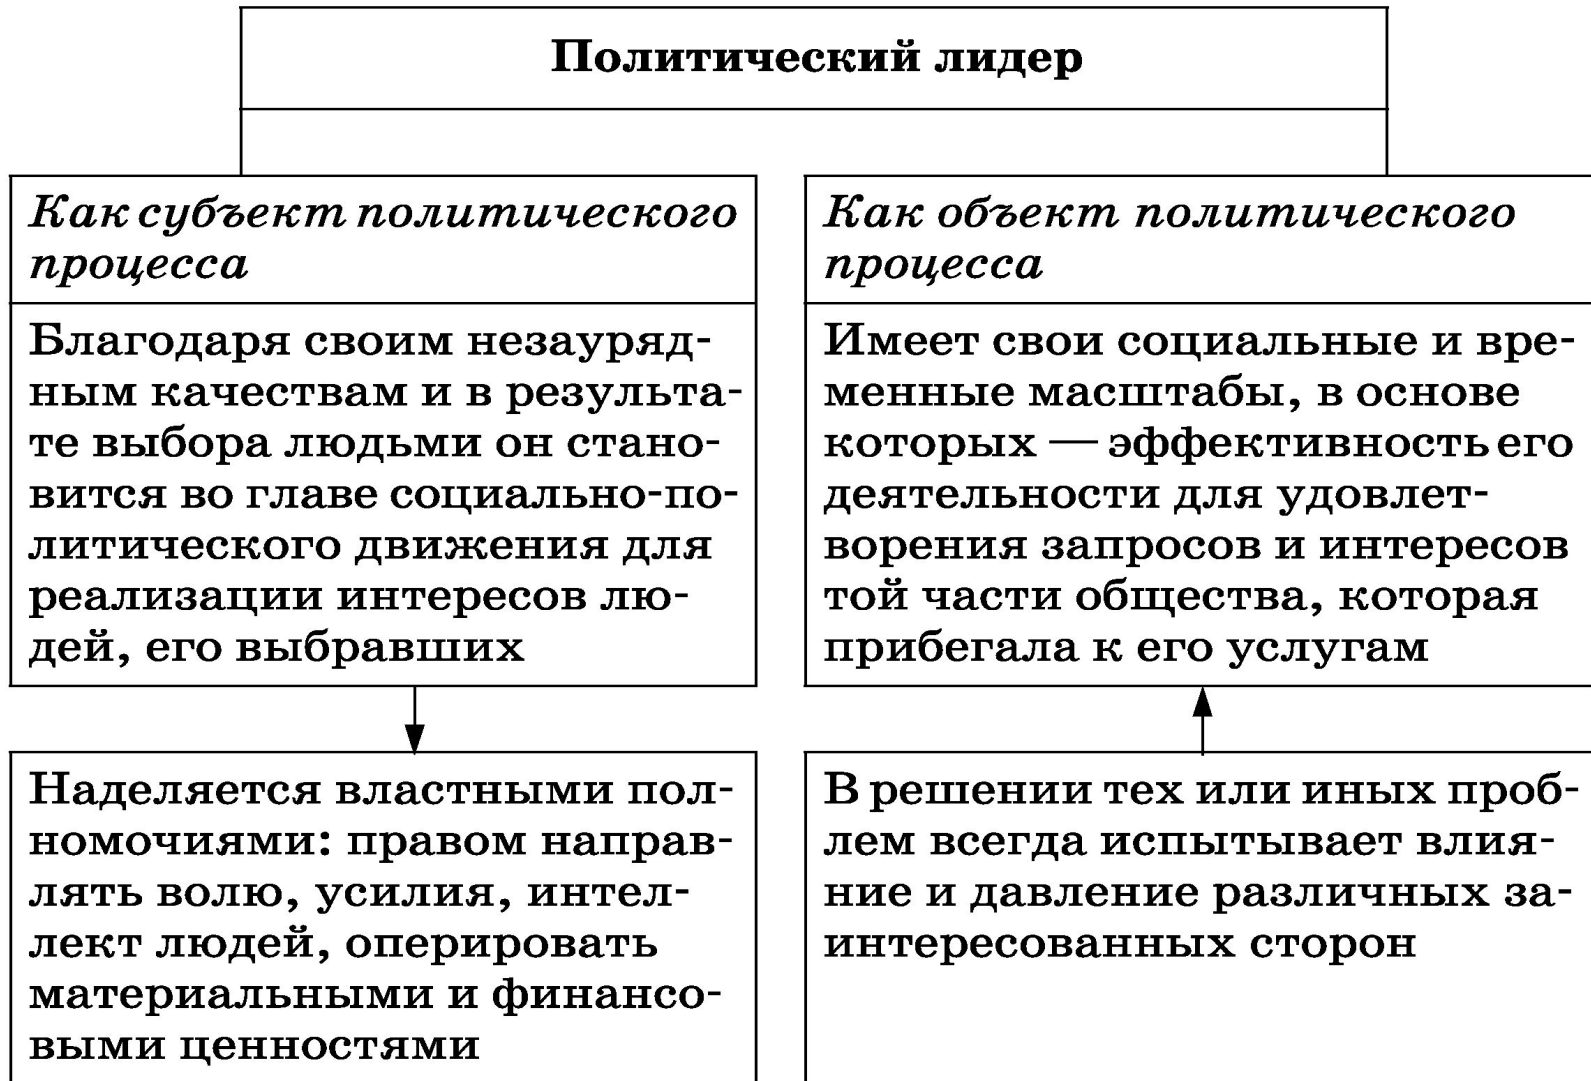 Политический лидер
Как субъект политического
процесса
Благодаря своим незауряд-
ным качествам и в результа-
те выбора людьми он стано-
вится во главе социально-по-
литического движения для
реализации интересов лю-
дей, его выбравших
Наделяется властными пол-
номочиями: правом направ-
лять волю, усилия, интел-
лект людей, оперировать
материальными и финансо-
выми ценностями
Как объект политического
процесса
Имеет свои социальные и вре-
менные масштабы, в основе
которых — эффективность его
деятельности для удовлет-
ворения запросов и интересов
той части общества, которая
прибегала к его услугам
В решении тех или иных проб-
лем всегда испытывает влия-
ние и давление различных за-
интересованных сторон